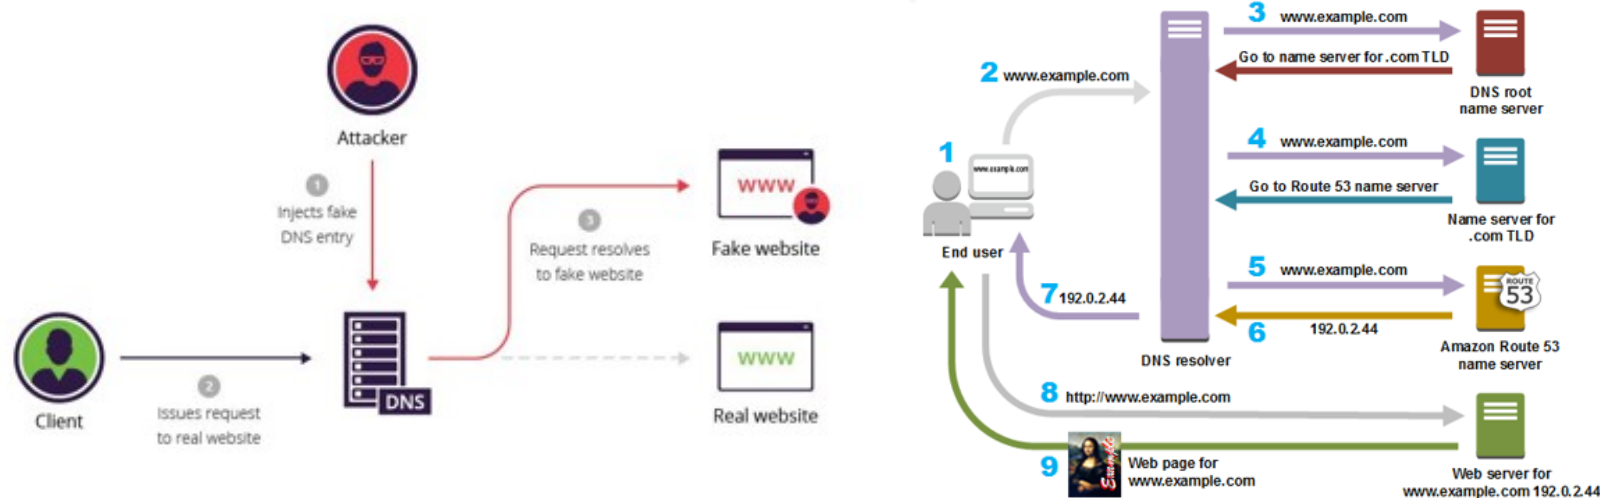 Attacker
1
Injects fake
DNS entry
Client
2
Issues request
to real website
DNS
3
Request resolves
to fake website
www
Fake website
www
Real website
1
www.example.com
End user
2 www.example.com
DNS resolver
3 www.example.com
Go to name server for .com TLD
DNS root
name server
4 www.example.com
Go to Route 53 name server
Name server for
.com TLD
5 www.example.com
6 192.0.2.44
ROUTE
53
Amazon Route 53
name server
7 192.0.2.44
8 http://www.example.com
9
Example
Web page for
www.example.com
Web server for
www.example.com 192.0.2.44